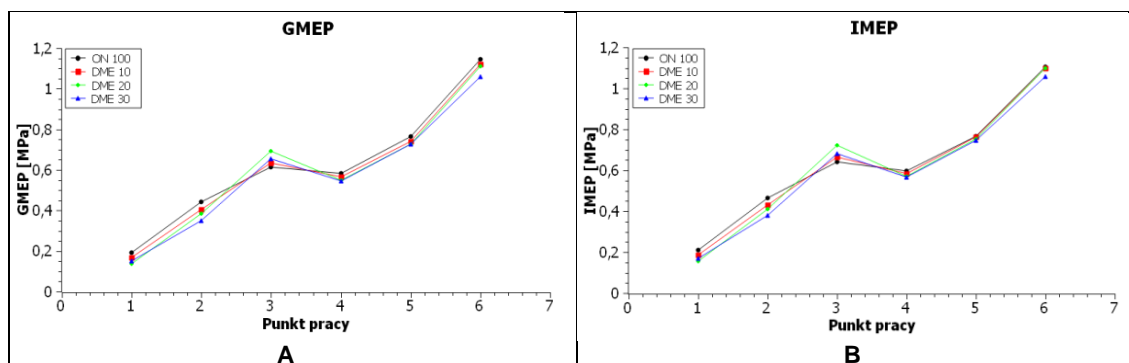 GMEP
ON 100
DME 10
DME 20
DME 30
GMEP [MPa]
1,2
1
0,8
0,6
0,4
0,2
0
0 1 2 3 4 5 6 7
Punkt pracy
A
IMEP
ON 100
DME 10
DME 20
DME 30
IMEP [MPa]
1,2
1
0,8
0,6
0,4
0,2
0
0 1 2 3 4 5 6 7
Punkt pracy
B